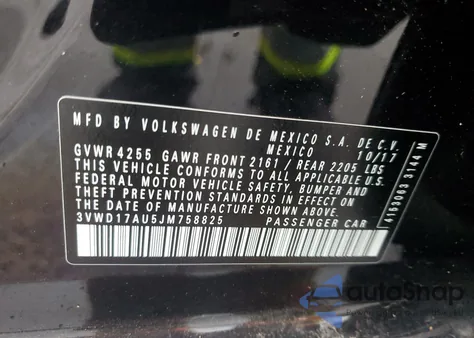 MFD BY VOLKSWAGEN DE MEXICO S.A. DE C.V.
MEXICO 10/17
GVWR 4255 GAWR FRONT 2161 / REAR 2205 LBS
THIS VEHICLE CONFORMS TO ALL APPLICABLE U.S.
FEDERAL MOTOR VEHICLE SAFETY, BUMPER AND
THEFT PREVENTION STANDARDS IN EFFECT ON
THE DATE OF MANUFACTURE SHOWN ABOVE
3VWD17AU5JM758825 PASSENGER CAR
autoSnap